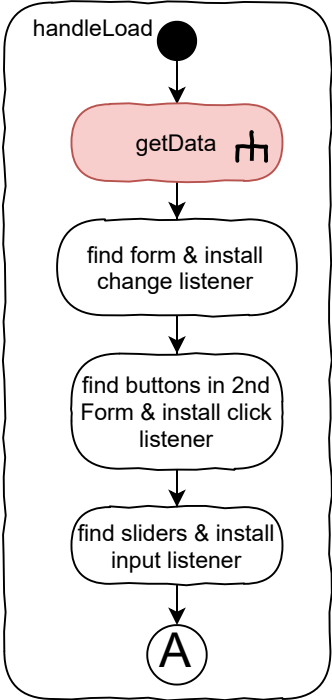 handleLoad
getData
find form & install
change listener
find buttons in 2nd
Form & install click
listener
find sliders & install
input listener
A